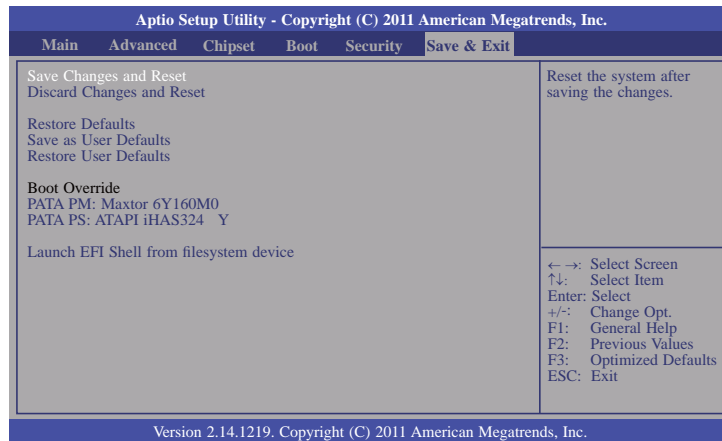 Aptio Setup Utility - Copyright (C) 2011 American Megatrends, Inc.
Main Advanced Chipset Boot Security Save & Exit
Save Changes and Reset
Discard Changes and Reset
Restore Defaults
Save as User Defaults
Restore User Defaults
Boot Override
PATA PM: Maxtor 6Y160M0
PATA PS: ATAPI iHAS324 Y
Launch EFI Shell from filesystem device
Reset the system after
saving the changes.
← →: Select Screen
↑↓: Select Item
Enter: Select
+/-: Change Opt.
F1: General Help
F2: Previous Values
F3: Optimized Defaults
ESC: Exit
Version 2.14.1219. Copyright (C) 2011 American Megatrends, Inc.